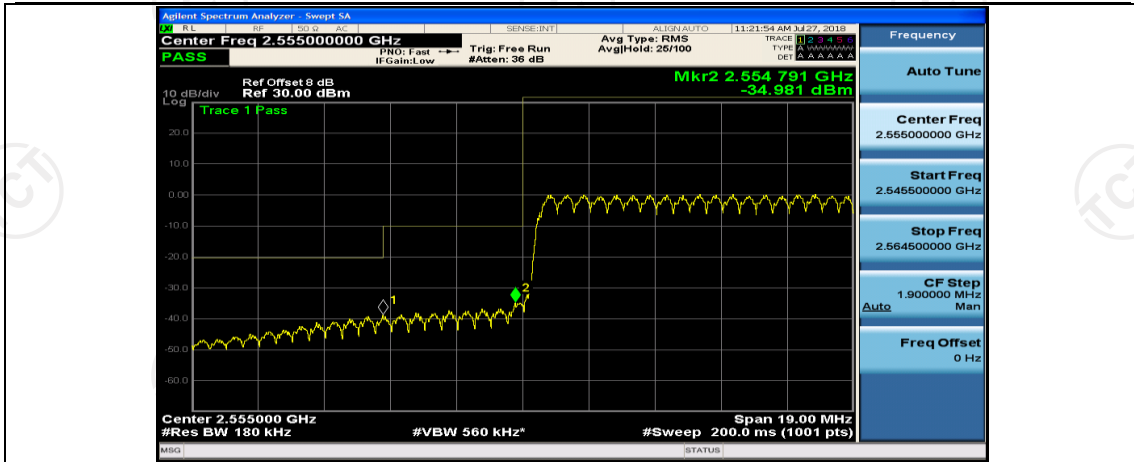 Agilent Spectrum Analyzer - Swept SA
LXI RL RF 50 Ω AC SENSE:INT ALIGN AUTO 11:21:54 AM Jul 27, 2018
Center Freq 2.555000000 GHz
PASS
PNO: Fast
IFGain:Low
Trig: Free Run
#Atten: 36 dB
Avg Type: RMS
Avg|Hold: 25/100
TRACE 1 2 3 4 5 6
TYPE A WWWWW
DET A A A A A A
Frequency
Auto Tune
Center Freq
2.555000000 GHz
Start Freq
2.545500000 GHz
Stop Freq
2.564500000 GHz
CF Step
1.900000 MHz
Auto Man
Freq Offset
0 Hz
Mkr2 2.554 791 GHz
-34.981 dBm
Ref Offset 8 dB
10 dB/div Ref 30.00 dBm
Log
Trace 1 Pass
20.0
10.0
0.00
-10.0
-20.0
-30.0
-40.0
-50.0
-60.0
1
2
Center 2.555000 GHz Span 19.00 MHz
#Res BW 180 kHz #VBW 560 kHz* #Sweep 200.0 ms (1001 pts)
MSG STATUS
TCT
TCT